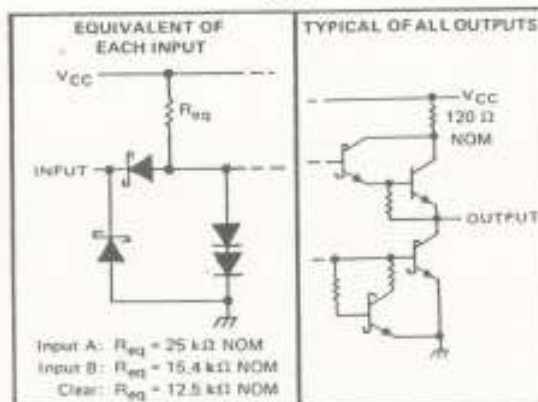 EQUIVALENT OF
EACH INPUT
VCC
Req
INPUT
Input A: Req = 25 kΩ NOM
Input B: Req = 15.4 kΩ NOM
Clear: Req = 12.5 kΩ NOM
TYPICAL OF ALL OUTPUTS
VCC
120 Ω
NOM
OUTPUT